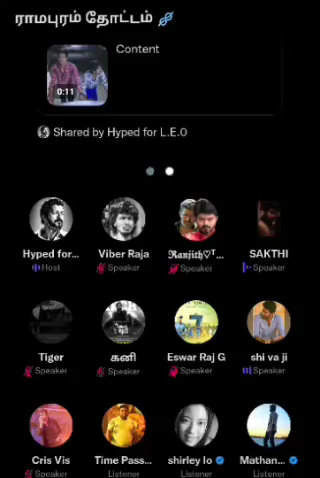 ராமபுரம் தோட்டம்
Content
0:11
Shared by Hyped for L.E.O
Hyped for...
Viber Raja
Ranjith♡ᵀ...
SAKTHI
Host
Speaker
Speaker
Speaker
Tiger
கனி
Eswar Raj G
shi va ji
Speaker
Speaker
Speaker
Speaker
Cris Vis
Time Pass...
shirley lo
Mathan...
Speaker
Listener
Listener
Listener